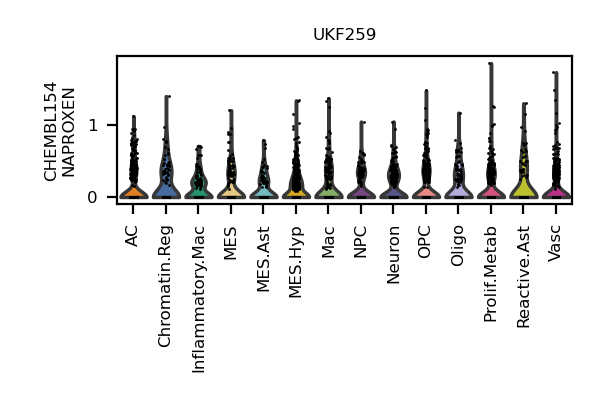 UKF259
CHEMBL154
NAPROXEN
1
0
AC
Chromatin.Reg
Inflammatory.Mac
MES
MES.Ast
MES.Hyp
Mac
NPC
Neuron
OPC
Oligo
Prolif.Metab
Reactive.Ast
Vasc